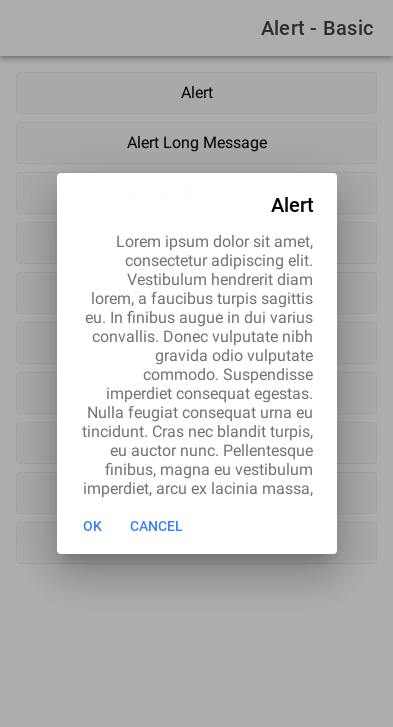 Alert - Basic
Alert
Alert Long Message
Alert
Lorem ipsum dolor sit amet,
consectetur adipiscing elit.
Vestibulum hendrerit diam
lorem, a faucibus turpis sagittis
eu. In finibus augue in dui varius
convallis. Donec vulputate nibh
gravida odio vulputate
commodo. Suspendisse
imperdiet consequat egestas.
Nulla feugiat consequat urna eu
tincidunt. Cras nec blandit turpis,
eu auctor nunc. Pellentesque
finibus, magna eu vestibulum
imperdiet, arcu ex lacinia massa,
OK CANCEL